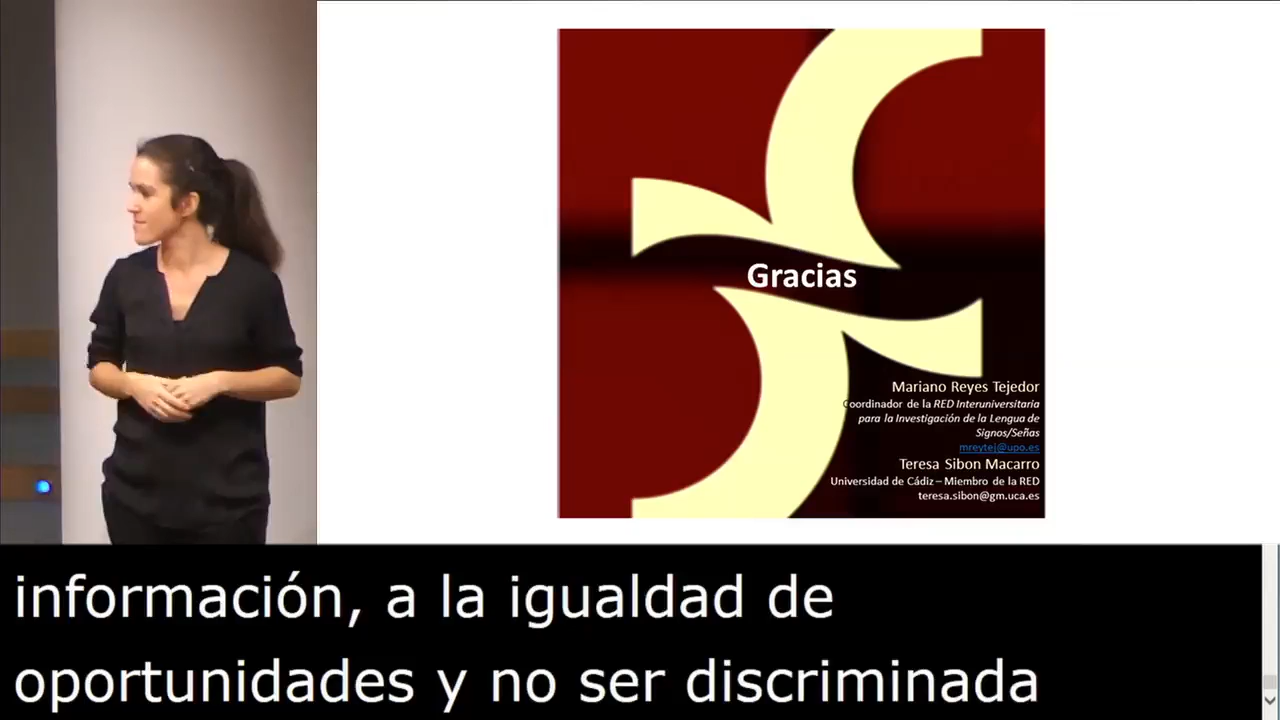 Gracias
Mariano Reyes Tejedor
Coordinador de la RED Interuniversitaria
para la Investigación de la Lengua de
Signos/Señas
mreytej@upo.es
Teresa Sibon Macarro
Universidad de Cádiz – Miembro de la RED
teresa.sibon@gm.uca.es
información, a la igualdad de
oportunidades y no ser discriminada